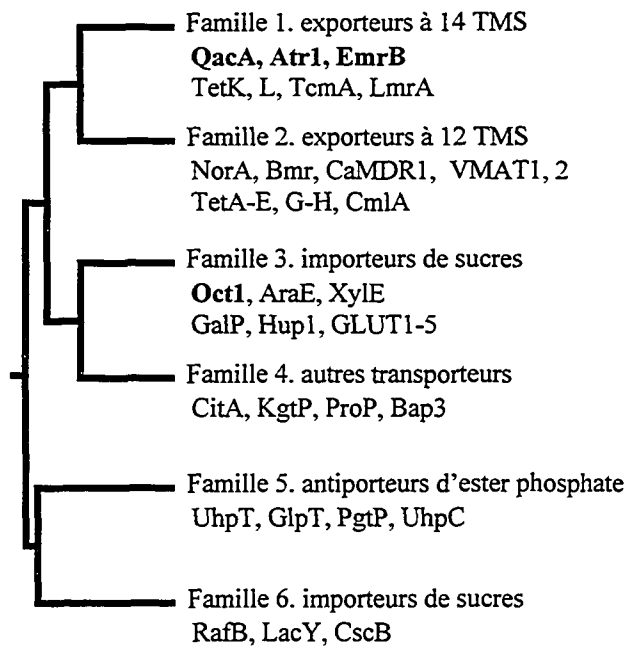 Famille 1. exporteurs à 14 TMS
QacA, Atr1, EmrB
TetK, L, TcmA, LmrA
Famille 2. exporteurs à 12 TMS
NorA, Bmr, CaMDR1, VMAT1, 2
TetA-E, G-H, CmlA
Famille 3. importeurs de sucres
Oct1, AraE, XylE
GalP, Hup1, GLUT1-5
Famille 4. autres transporteurs
CitA, KgtP, ProP, Bap3
Famille 5. antiporteurs d'ester phosphate
UhpT, GlpT, PgtP, UhpC
Famille 6. importeurs de sucres
RafB, LacY, CscB